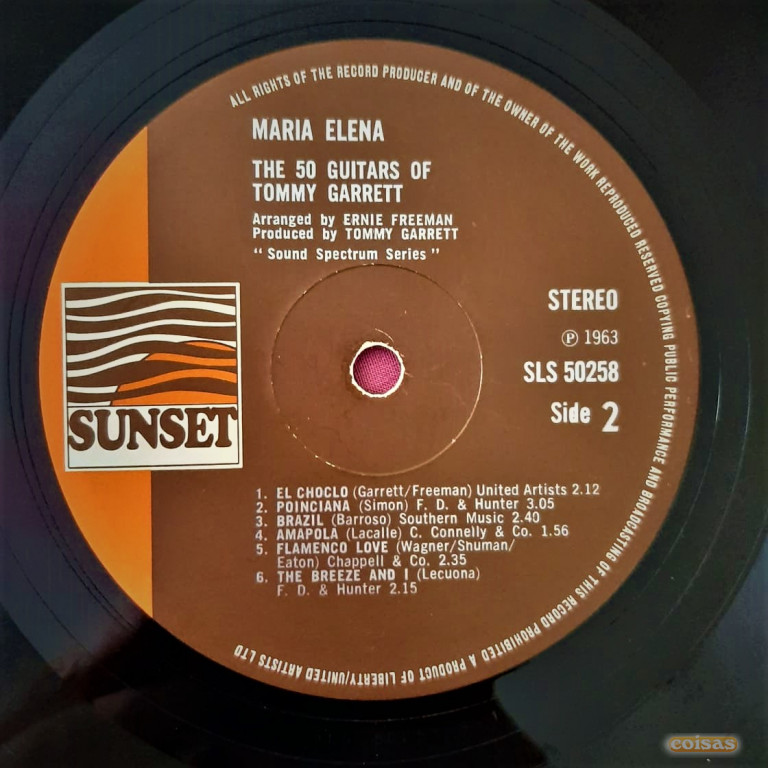 ALL RIGHTS OF THE RECORD PRODUCER AND OF THE OWNER OF THE WORK REPRODUCED RESERVED COPYING PUBLIC PERFORMANCE AND BROADCASTING OF THIS RECORD PROHIBITED A PRODUCT OF LIBERTY/UNITED ARTISTS LTD
MARIA ELENA
THE 50 GUITARS OF
TOMMY GARRETT
Arranged by ERNIE FREEMAN
Produced by TOMMY GARRETT
"Sound Spectrum Series"
STEREO
℗ 1963
SLS 50258
Side 2
SUNSET
1. EL CHOCLO (Garrett/Freeman) United Artists 2.12
2. POINCIANA (Simon) F. D. & Hunter 3.05
3. BRAZIL (Barroso) Southern Music 2.40
4. AMAPOLA (Lacalle) C. Connelly & Co. 1.56
5. FLAMENCO LOVE (Wagner/Shuman/
Eaton) Chappell & Co. 2.35
6. THE BREEZE AND I (Lecuona)
F. D. & Hunter 2.15
coisas